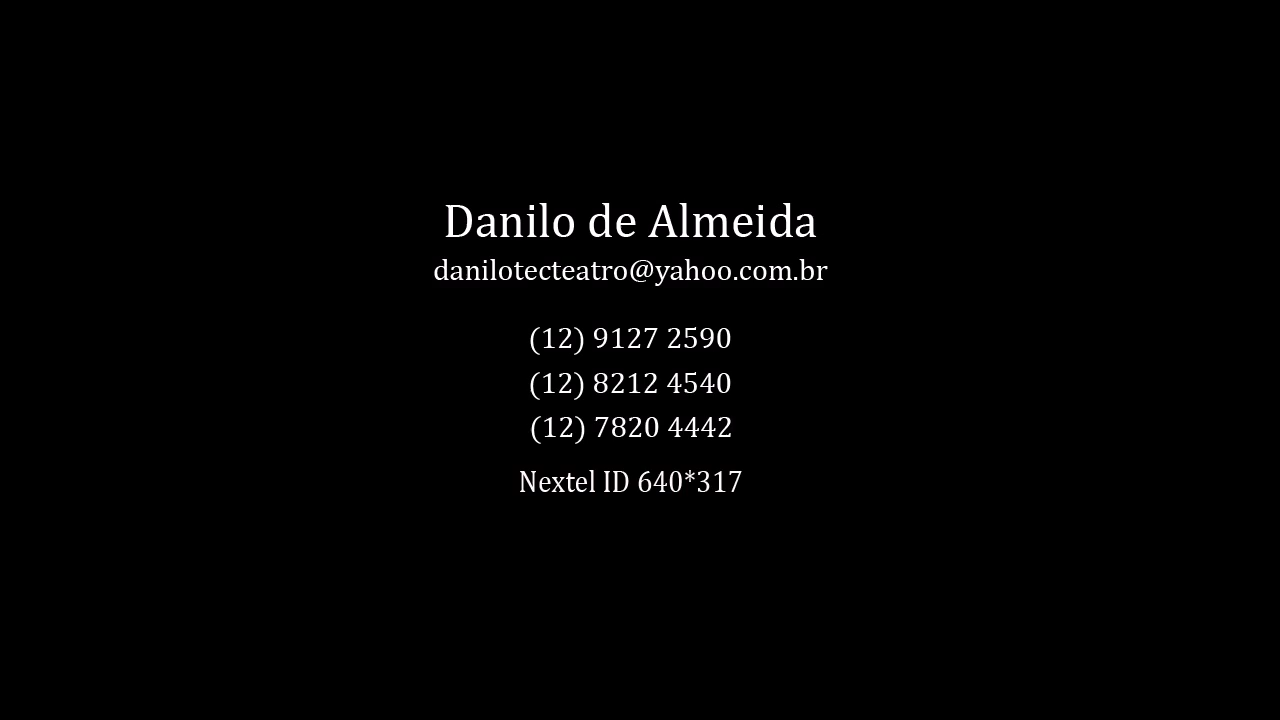 Danilo de Almeida
danilotecteatro@yahoo.com.br
(12) 9127 2590
(12) 8212 4540
(12) 7820 4442
Nextel ID 640*317